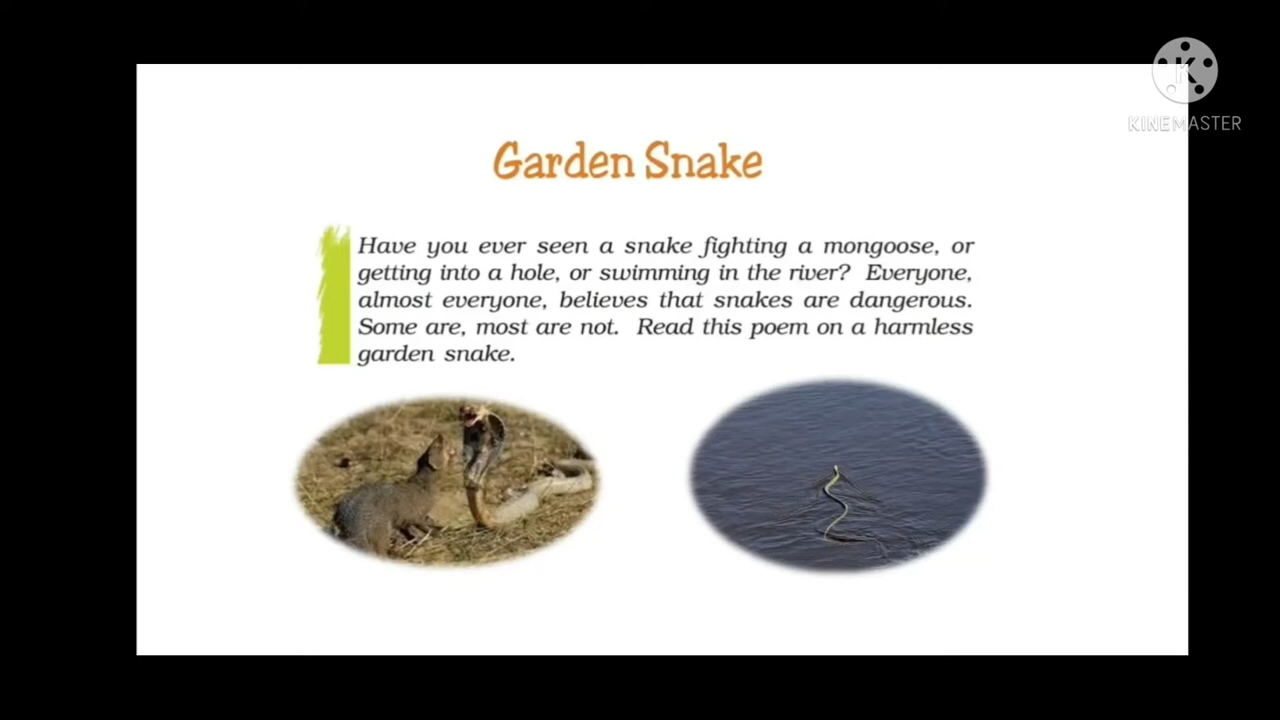 KINEMASTER
Garden Snake
Have you ever seen a snake fighting a mongoose, or
getting into a hole, or swimming in the river? Everyone,
almost everyone, believes that snakes are dangerous.
Some are, most are not. Read this poem on a harmless
garden snake.